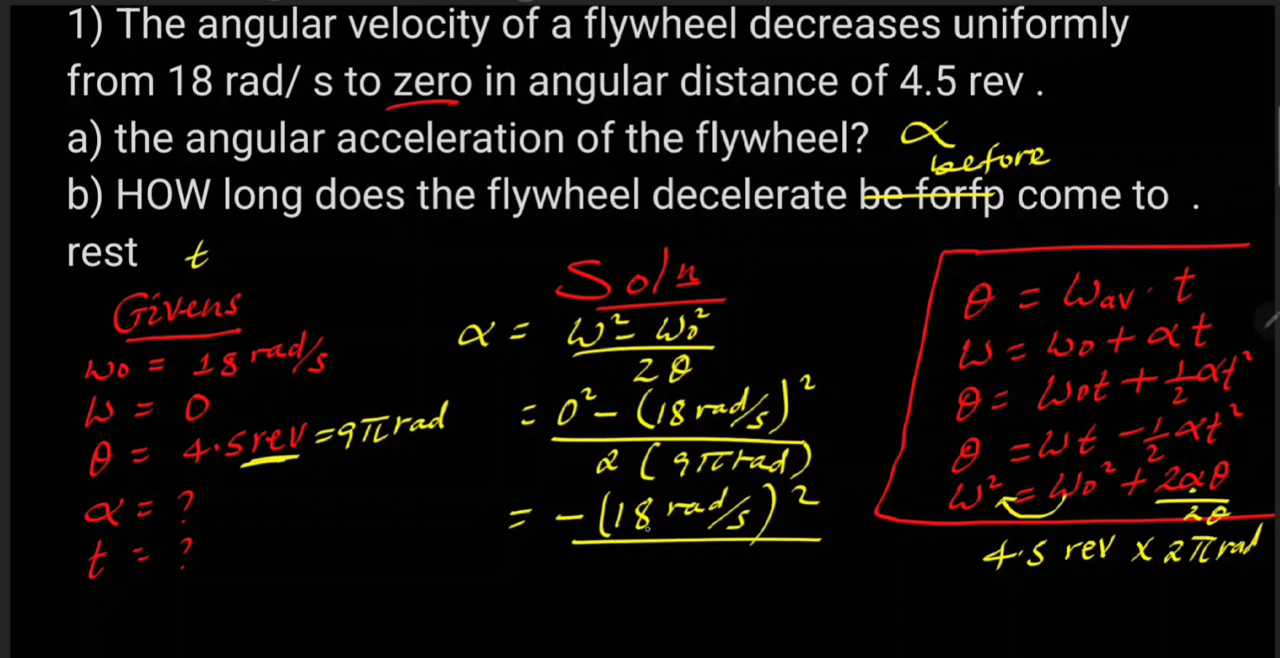 1) The angular velocity of a flywheel decreases uniformly
from 18 rad/ s to zero in angular distance of 4.5 rev .
a) the angular acceleration of the flywheel? α
before
b) HOW long does the flywheel decelerate be forfp come to .
rest t
Givens
ω₀ = 18 rad/s
ω = 0
θ = 4.5 rev = 9π rad
α = ?
t = ?
Soln
α = ω² - ω₀²
2θ
= 0² - (18 rad/s)²
2 (9π rad)
= - (18 rad/s)²
θ = ωav . t
ω = ω₀ + αt
θ = ω₀t + ½αt²
θ = ωt - ½αt²
ω² = ω₀² + 2αθ
2θ
4.5 rev x 2π rad